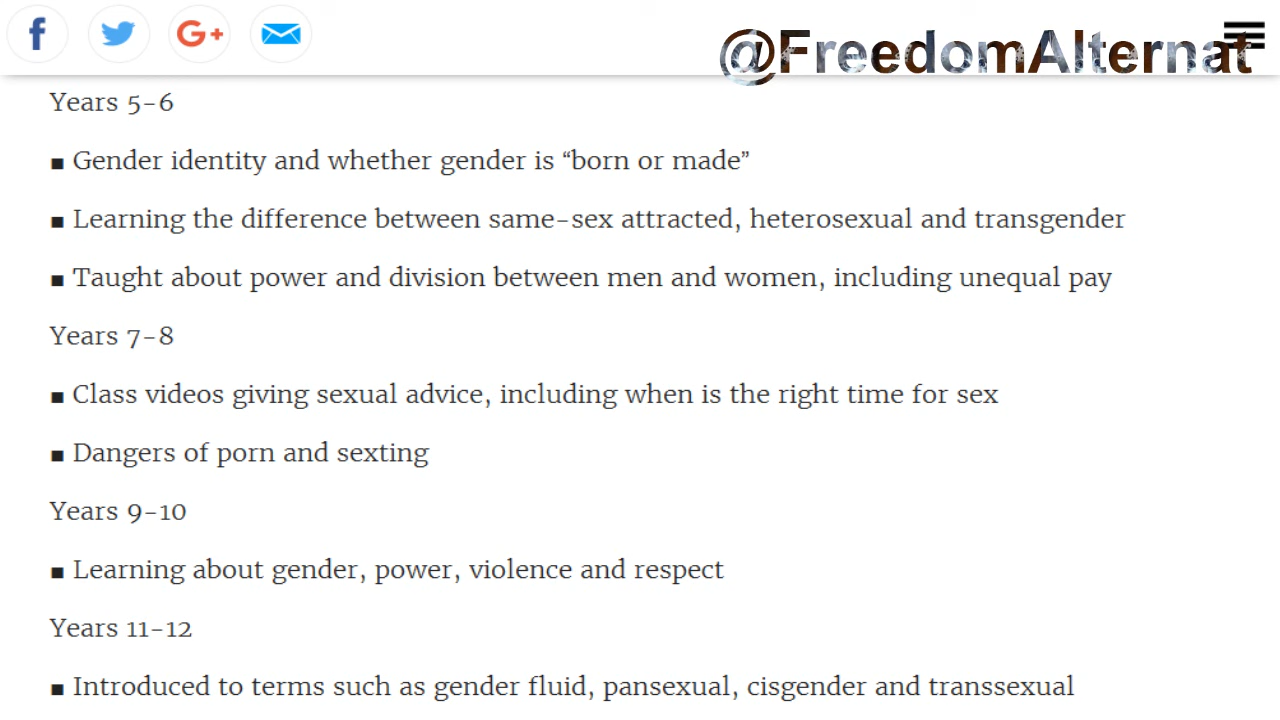 @FreedomAlternat
Years 5-6
■ Gender identity and whether gender is “born or made”
■ Learning the difference between same-sex attracted, heterosexual and transgender
■ Taught about power and division between men and women, including unequal pay
Years 7-8
■ Class videos giving sexual advice, including when is the right time for sex
■ Dangers of porn and sexting
Years 9-10
■ Learning about gender, power, violence and respect
Years 11-12
■ Introduced to terms such as gender fluid, pansexual, cisgender and transsexual